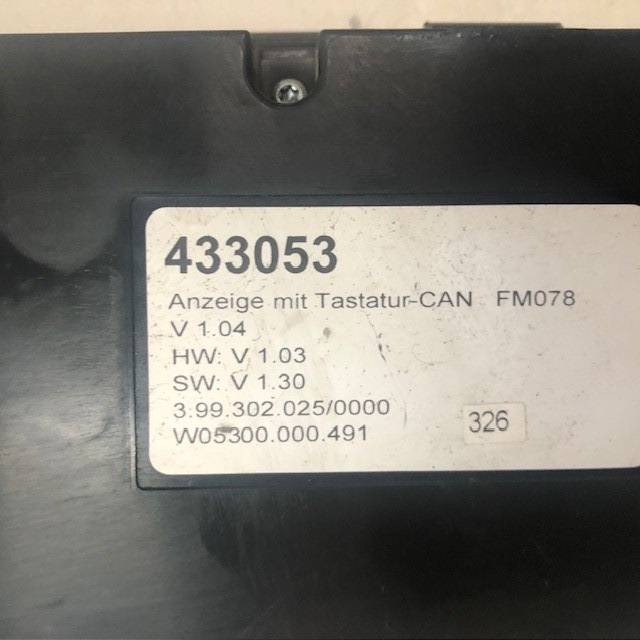 433053
Anzeige mit Tastatur-CAN FM078
V 1.04
HW: V 1.03
SW: V 1.30
3.99.302.025/0000
W05300.000.491
326